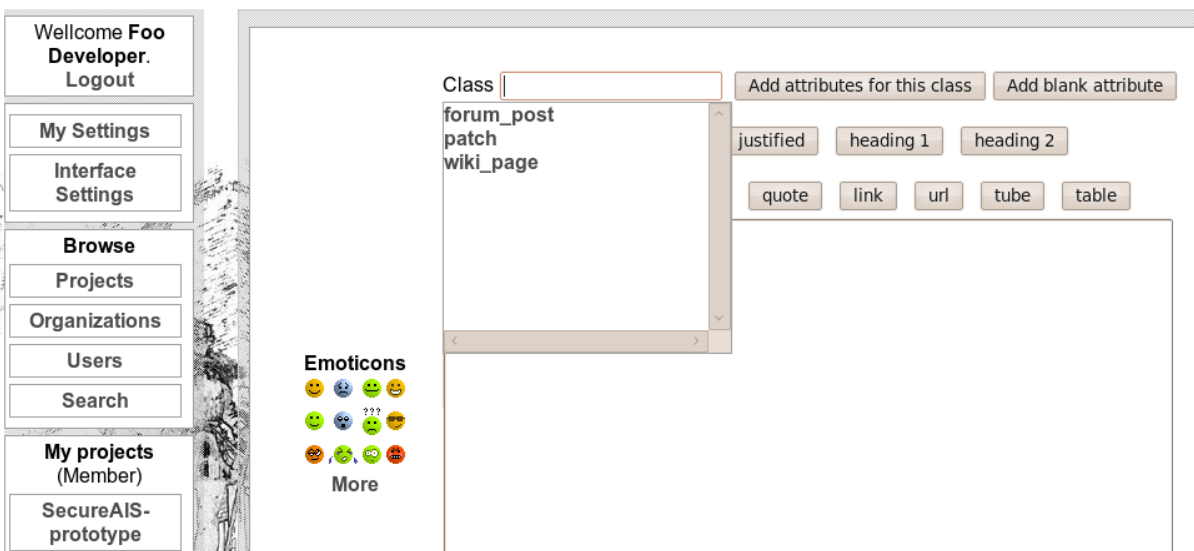 Wellcome Foo
Developer.
Logout
My Settings
Interface
Settings
Browse
Projects
Organizations
Users
Search
My projects
(Member)
SecureAIS-
prototype
Class Add attributes for this class Add blank attribute
forum_post
patch
wiki_page
justified heading 1 heading 2
quote link url tube table
Emoticons
???
More